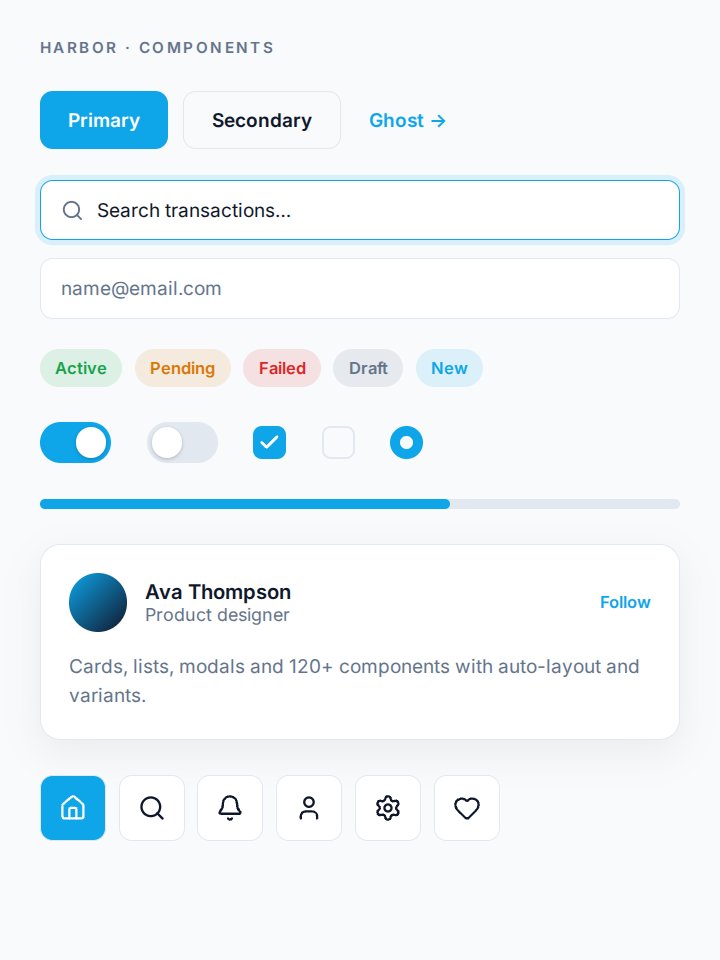 HARBOR · COMPONENTS
Primary Secondary Ghost →
Search transactions...
name@email.com
Active Pending Failed Draft New
Ava Thompson
Product designer
Follow
Cards, lists, modals and 120+ components with auto-layout and
variants.